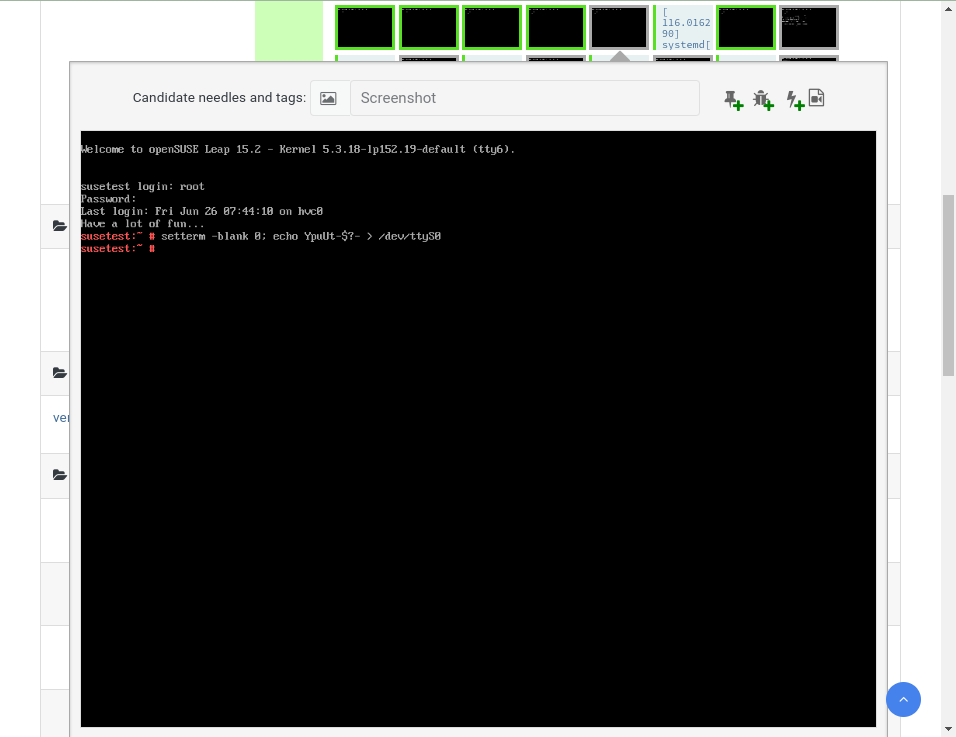 [
116.0162
90]
systemd[
Candidate needles and tags:
Screenshot
Welcome to openSUSE Leap 15.2 - Kernel 5.3.18-lp152.19-default (tty6).
susetest login: root
Password:
Last login: Fri Jun 26 07:44:10 on hvc0
Have a lot of fun...
susetest:~ # setterm -blank 0; echo YpuUt-$?- > /dev/ttyS0
susetest:~ #
ver